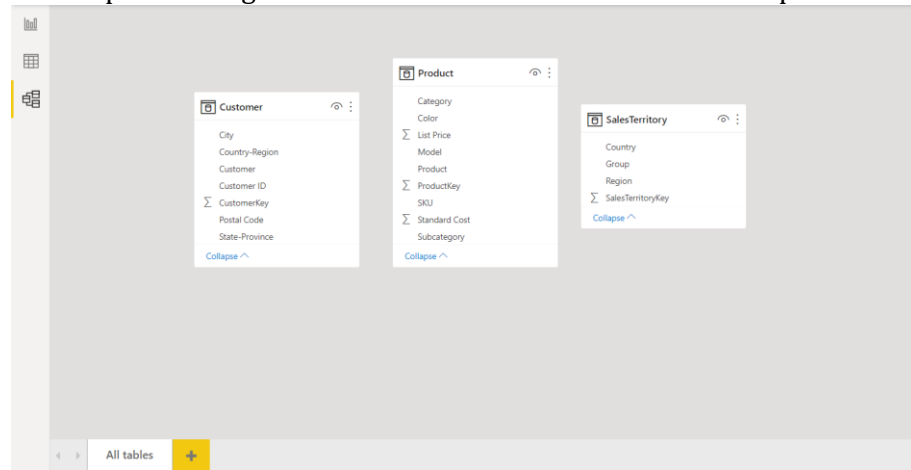 Customer
City
Country-Region
Customer
Customer ID
∑ CustomerKey
Postal Code
State-Province
Collapse
Product
Category
Color
∑ List Price
Model
Product
∑ ProductKey
SKU
∑ Standard Cost
Subcategory
Collapse
SalesTerritory
Country
Group
Region
∑ SalesTerritoryKey
Collapse
All tables